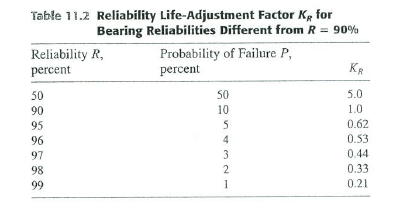 Table 11.2 Reliability Life-Adjustment Factor K_R for
Bearing Reliabilities Different from R = 90%
Reliability R, Probability of Failure P,
percent percent K_R
50 50 5.0
90 10 1.0
95 5 0.62
96 4 0.53
97 3 0.44
98 2 0.33
99 1 0.21